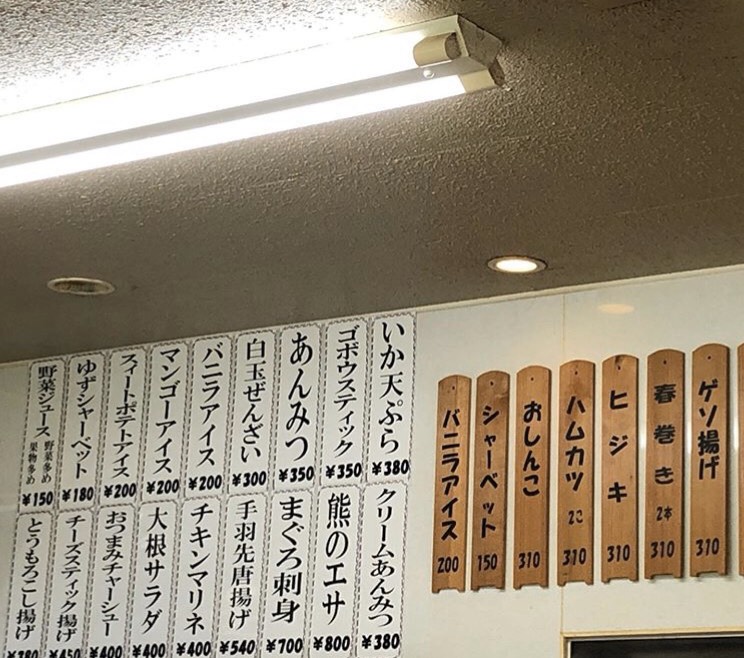 いか天ぷら ¥380
ゴボウスティック ¥350
あんみつ ¥350
白玉ぜんざい ¥300
バニラアイス ¥200
マンゴーアイス ¥200
スィートポテトアイス ¥200
ゆずシャーベット ¥180
野菜ジュース 野菜多め 果物多め ¥150
クリームあんみつ ¥380
熊のエサ ¥800
まぐろ刺身 ¥700
手羽先唐揚げ ¥540
チキンマリネ ¥400
大根サラダ ¥400
おつまみチャーシュー ¥400
チーズスティック揚げ ¥450
とうもろこし揚げ ¥380
ゲソ揚げ 310
春巻き 2本 310
ヒジキ 310
ハムカツ 2コ 310
おしんこ 310
シャーベット 150
バニラアイス 200